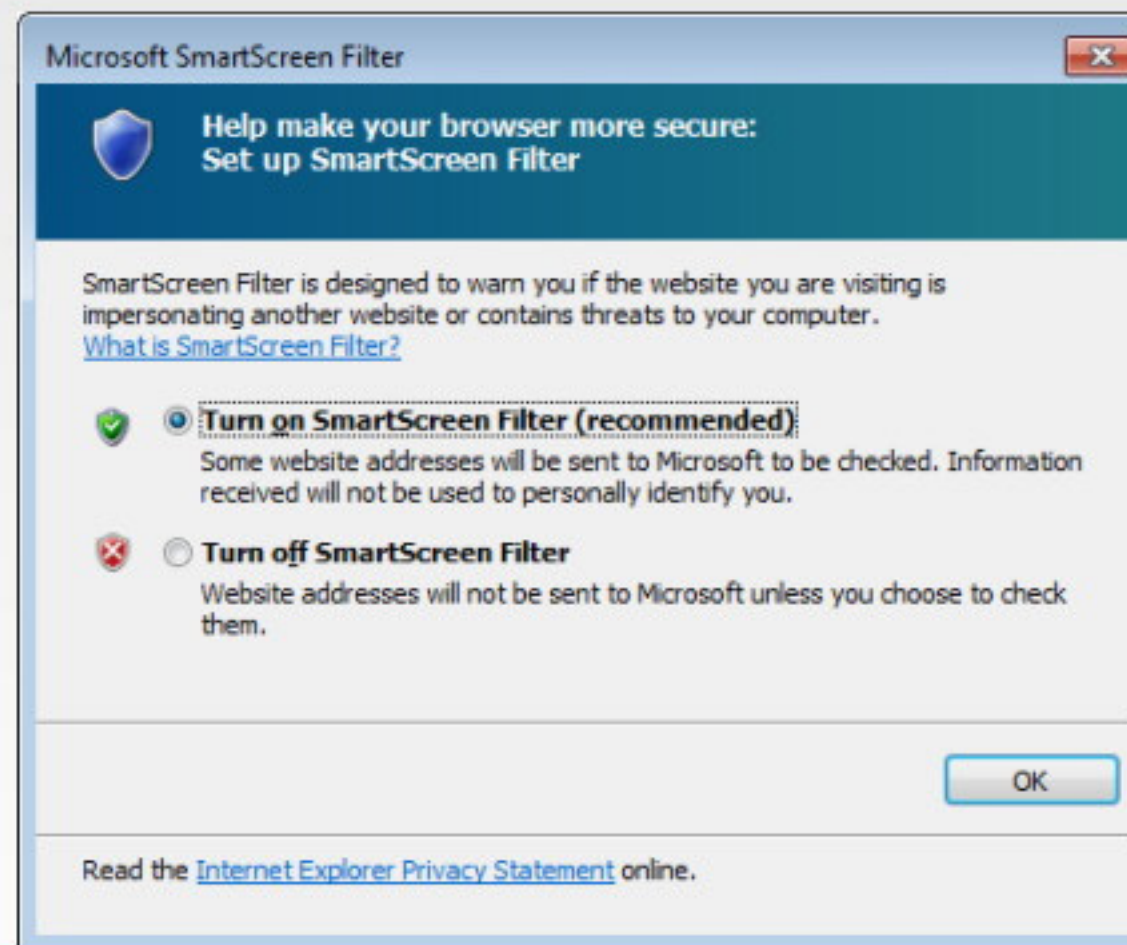 Microsoft SmartScreen Filter
Help make your browser more secure:
Set up SmartScreen Filter
SmartScreen Filter is designed to warn you if the website you are visiting is
impersonating another website or contains threats to your computer.
What is SmartScreen Filter?
Turn on SmartScreen Filter (recommended)
Some website addresses will be sent to Microsoft to be checked. Information
received will not be used to personally identify you.
Turn off SmartScreen Filter
Website addresses will not be sent to Microsoft unless you choose to check
them.
OK
Read the Internet Explorer Privacy Statement online.